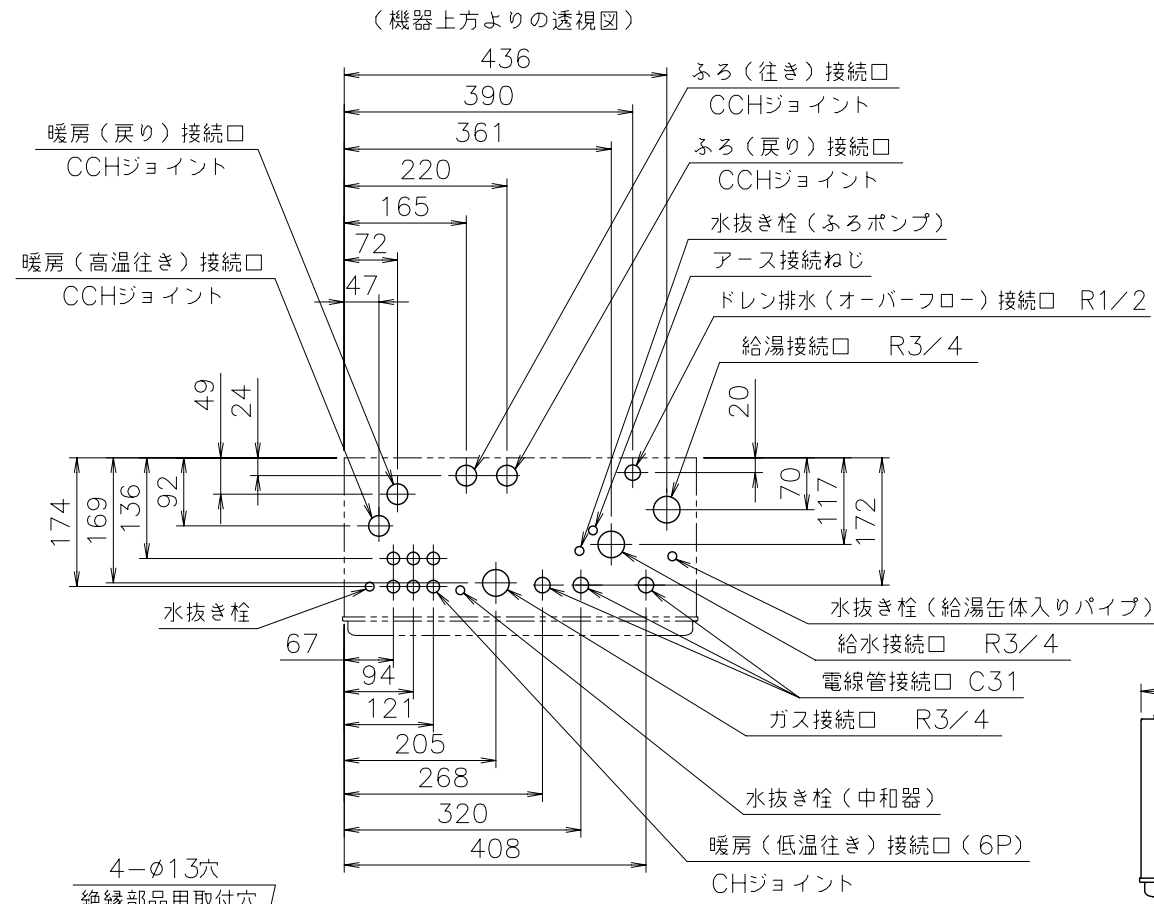 （機器上方よりの透視図）
436
390
361
220
165
72
47
ふろ（往き）接続口
CCHジョイント
ふろ（戻り）接続口
CCHジョイント
水抜き栓（ふろポンプ）
アース接続ねじ
ドレン排水（オーバーフロー）接続口 R1/2
給湯接続口 R3/4
暖房（戻り）接続口
CCHジョイント
暖房（高温往き）接続口
CCHジョイント
49
24
174
169
136
92
20
70
117
172
水抜き栓
水抜き栓（給湯缶体入りパイプ）
給水接続口 R3/4
電線管接続口 C31
ガス接続口 R3/4
水抜き栓（中和器）
暖房（低温往き）接続口（6P）
CHジョイント
67
94
121
205
268
320
408
4-φ13穴
絶縁部品用取付穴